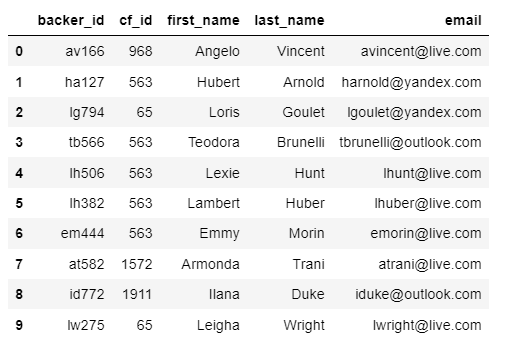 backer_id cf_id first_name last_name email
0 av166 968 Angelo Vincent avincent@live.com
1 ha127 563 Hubert Arnold harnold@yandex.com
2 lg794 65 Loris Goulet lgoulet@yandex.com
3 tb566 563 Teodora Brunelli tbrunelli@outlook.com
4 lh506 563 Lexie Hunt lhunt@live.com
5 lh382 563 Lambert Huber lhuber@live.com
6 em444 563 Emmy Morin emorin@live.com
7 at582 1572 Armonda Trani atrani@live.com
8 id772 1911 Ilana Duke iduke@outlook.com
9 lw275 65 Leigha Wright lwright@live.com